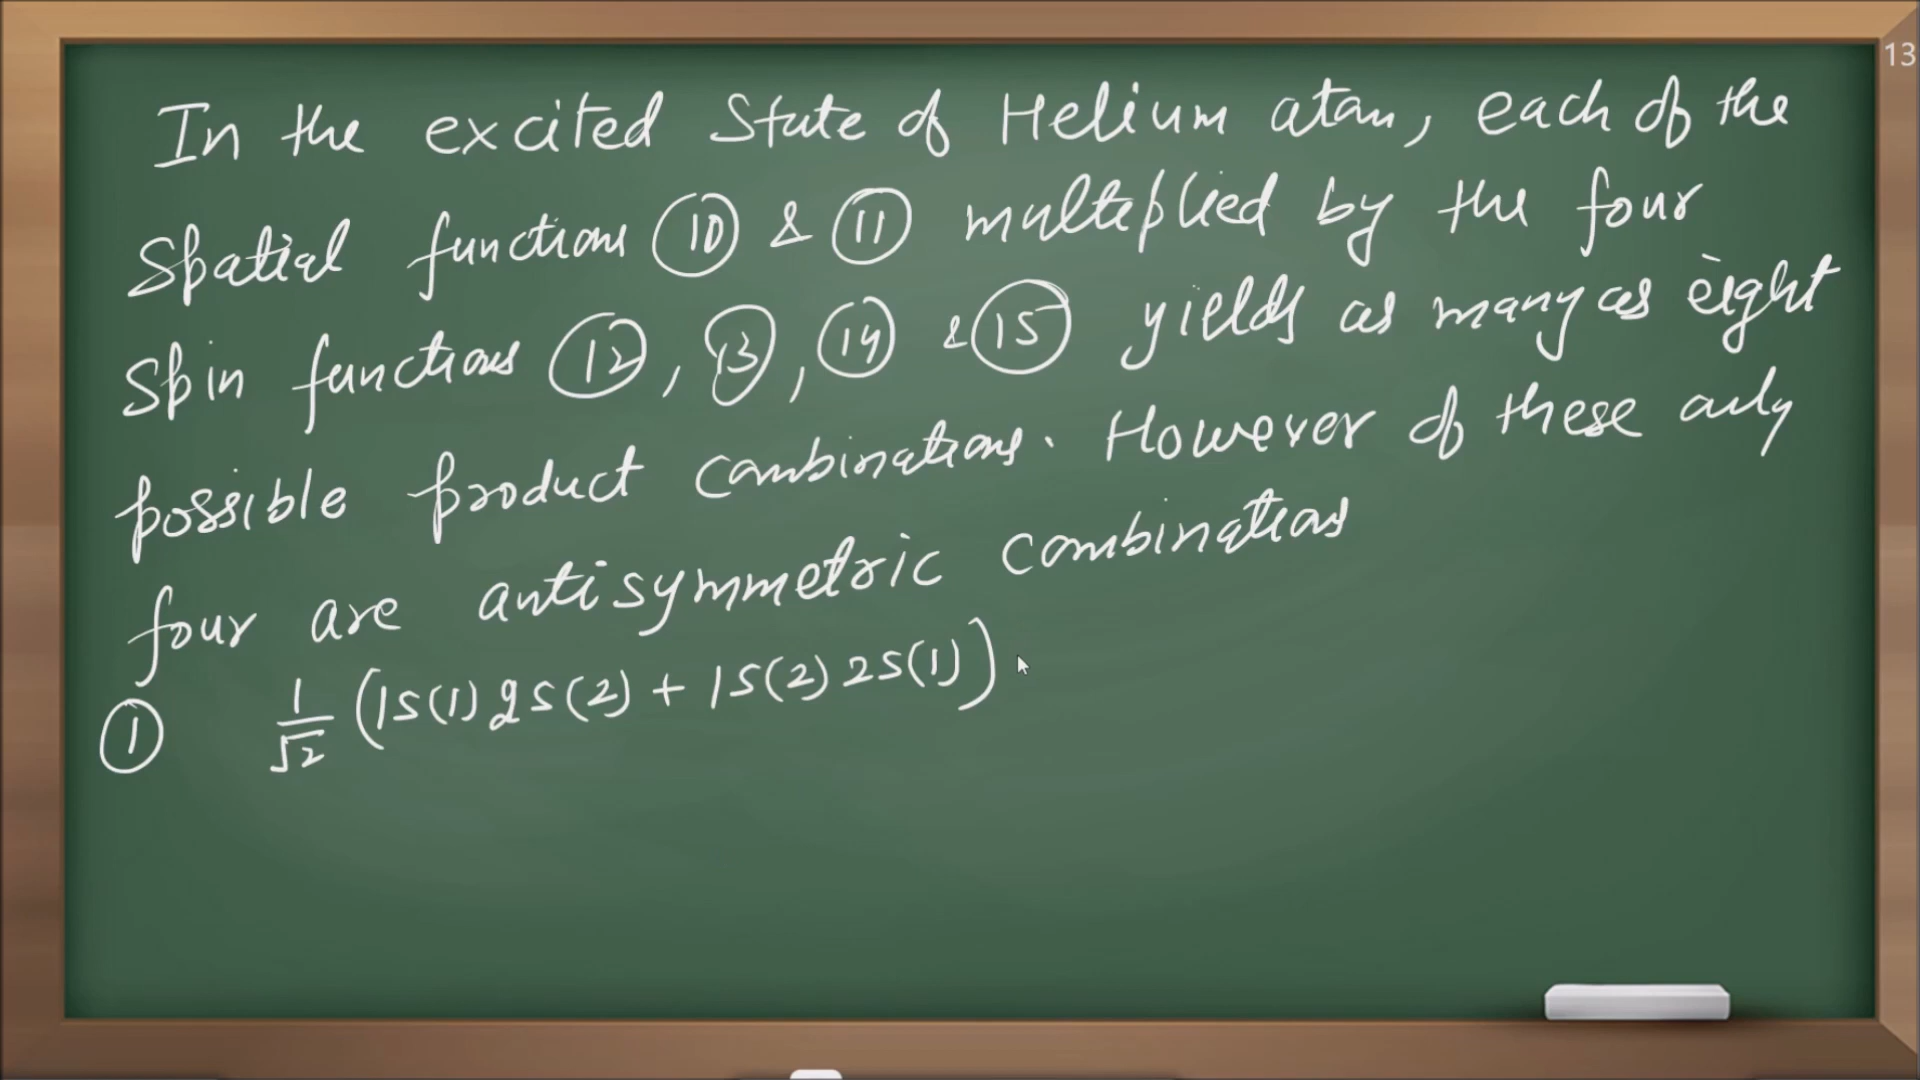 13
In the excited State of Helium atom, each of the
Spatial functions (10) & (11) multiplied by the four
Spin functions (12), (13), (14) & (15) yields as many as eight
possible product combinations. However of these only
four are antisymmetric combinations
(1) 1/√2 (1s(1) 2s(2) + 1s(2) 2s(1))